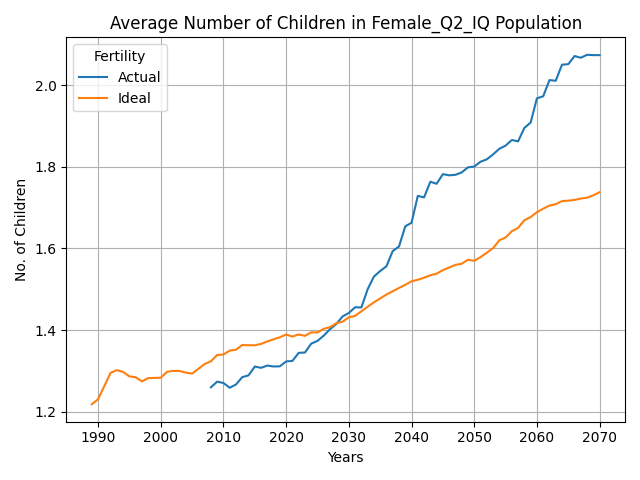 Average Number of Children in Female_Q2_IQ Population
Fertility
Actual
Ideal
No. of Children
2.0
1.8
1.6
1.4
1.2
1990 2000 2010 2020 2030 2040 2050 2060 2070
Years